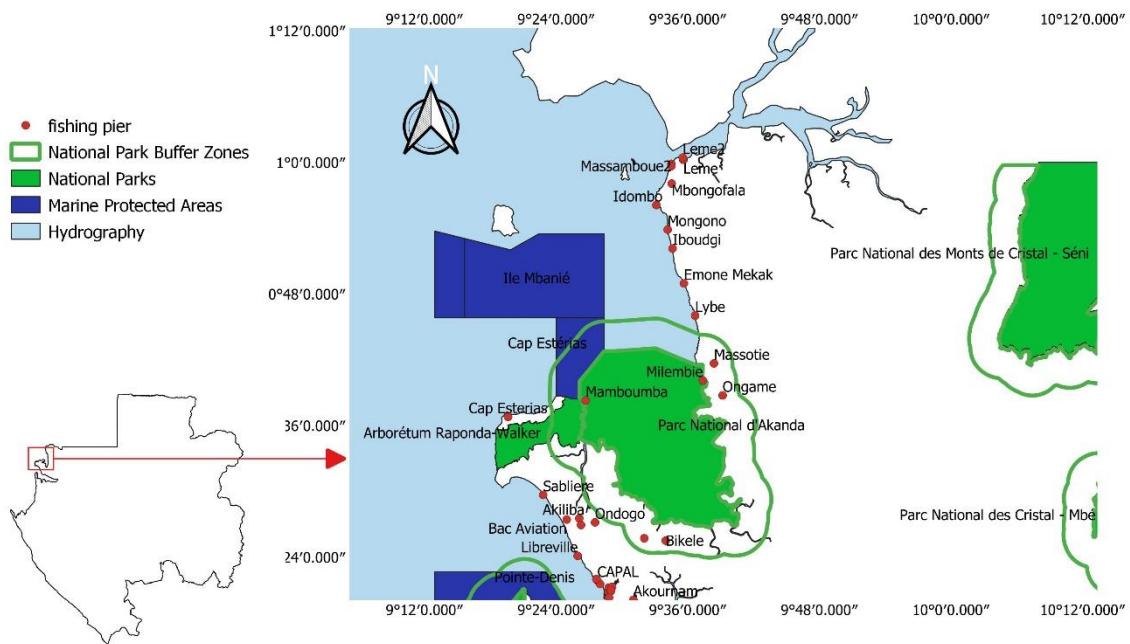 9°12'0.000" 9°24'0.000" 9°36'0.000" 9°48'0.000" 10°0'0.000" 10°12'0.000"
1°12'0.000"
N
fishing pier
National Park Buffer Zones
National Parks
Marine Protected Areas
Hydrography
1°0'0.000"
Leme2
Massamboue2
Leme
Mbongofala
Idombo
Mongono
Iboudgi
Parc National des Monts de Cristal - Séni
Ile Mbanié
Emone Mekak
0°48'0.000"
Lybe
Cap Estérias
Massotie
Milembie
Mamboumba
Ongame
Cap Esterias
36'0.000"
Arborétum Raponda-Walker
Parc National d'Akanda
Sabliere
Akiliba
Ondogo
Bac Aviation
Parc National des Cristal - Mbé
Libreville
Bikele
24'0.000"
Pointe-Denis
CAPAL
Akournam
9°12'0.000" 9°24'0.000" 9°36'0.000" 9°48'0.000" 10°0'0.000" 10°12'0.000"